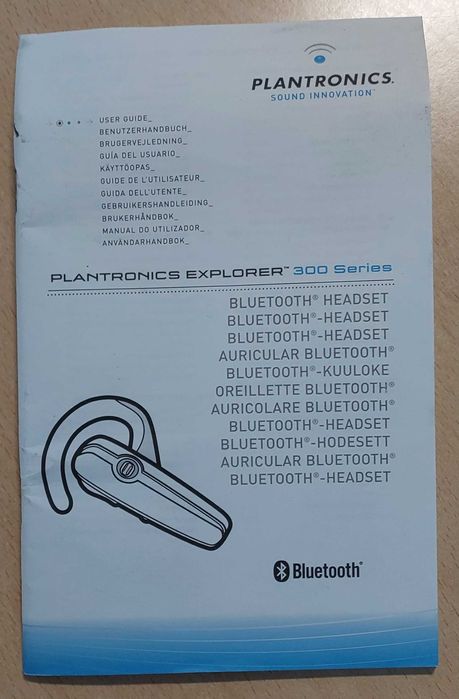 PLANTRONICS.
SOUND INNOVATION™
USER GUIDE_
BENUTZERHANDBUCH_
BRUGERVEJLEDNING_
GUÍA DEL USUARIO_
KÄYTTÖOPAS_
GUIDE DE L'UTILISATEUR_
GUIDA DELL'UTENTE_
GEBRUIKERSHANDLEIDING_
BRUKERHÅNDBOK_
MANUAL DO UTILIZADOR_
ANVÄNDARHANDBOK_
PLANTRONICS EXPLORER™ 300 Series
BLUETOOTH® HEADSET
BLUETOOTH®-HEADSET
BLUETOOTH®-HEADSET
AURICULAR BLUETOOTH®
BLUETOOTH®-KUULOKE
OREILLETTE BLUETOOTH®
AURICOLARE BLUETOOTH®
BLUETOOTH®-HEADSET
BLUETOOTH®-HODESETT
AURICULAR BLUETOOTH®
BLUETOOTH®-HEADSET
Bluetooth®